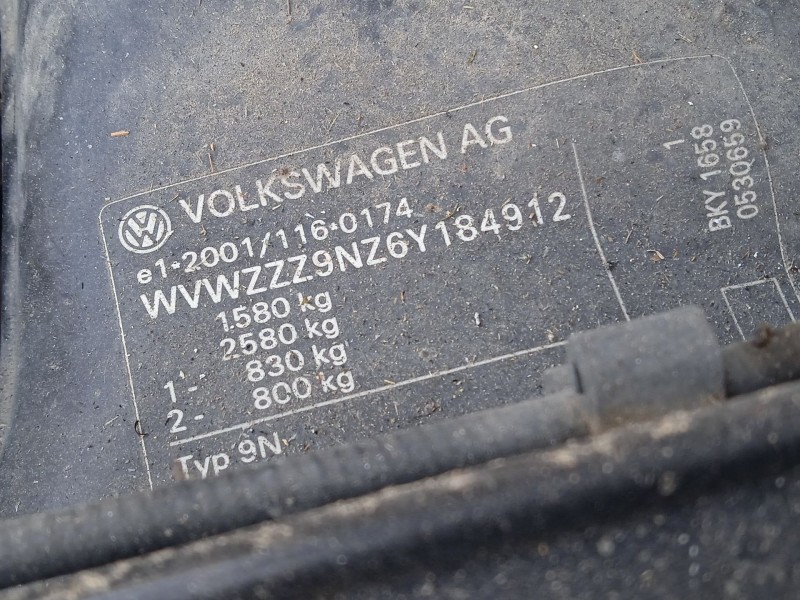 VOLKSWAGEN AG
e1*2001/116*0174
WVWZZZ9NZ6Y184912
1580 kg
2580 kg
1- 830 kg
2- 800 kg
Typ 9N
1
BKY 1658
053Q659